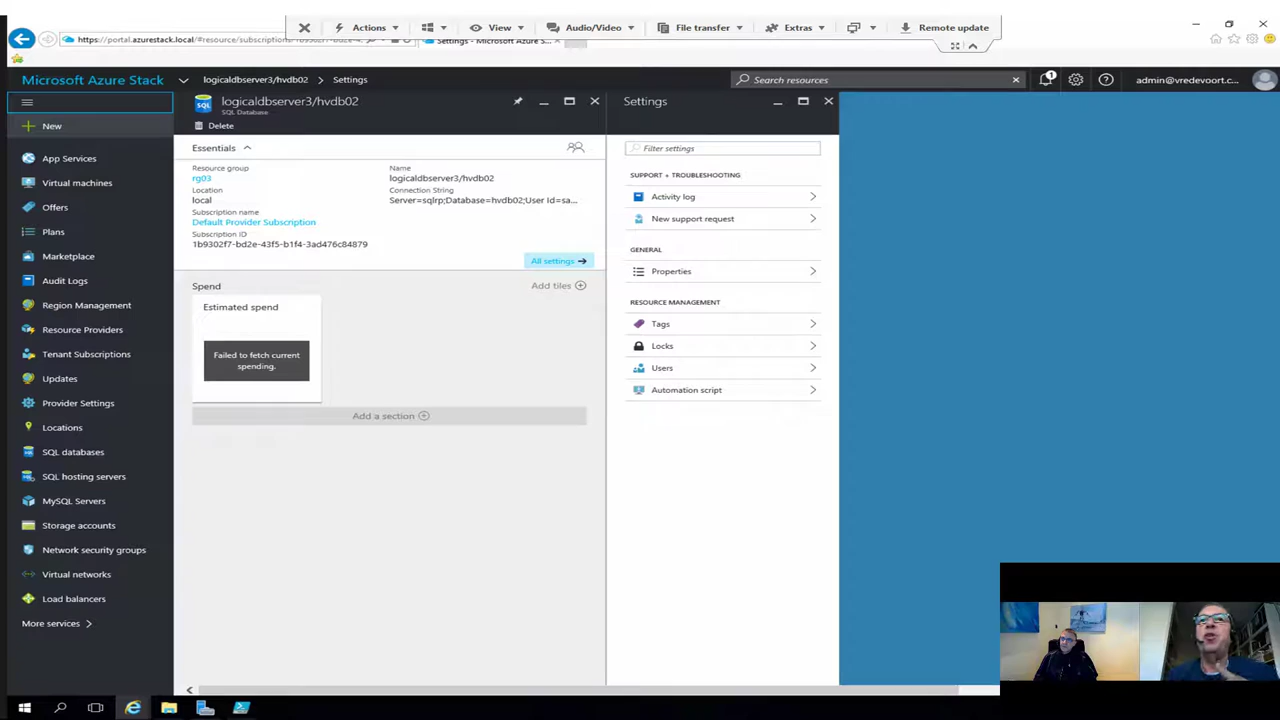 Actions
View
Audio/Video
File transfer
Extras
Remote update
Settings - Microsoft Azure S...
Microsoft Azure Stack
logicaldbserver3/hvdb02 > Settings
Search resources
1
admin@vredevoort.c...
New
App Services
Virtual machines
Offers
Plans
Marketplace
Audit Logs
Region Management
Resource Providers
Tenant Subscriptions
Updates
Provider Settings
Locations
SQL databases
SQL hosting servers
MySQL Servers
Storage accounts
Network security groups
Virtual networks
Load balancers
More services
SQL
logicaldbserver3/hvdb02
SQL Database
Delete
Essentials
Resource group
rg03
Location
local
Subscription name
Default Provider Subscription
Subscription ID
1b9302f7-bd2e-43f5-b1f4-3ad476c84879
Name
logicaldbserver3/hvdb02
Connection String
Server=sqlrp;Database=hvdb02;User Id=sa...
All settings
Spend
Add tiles
Estimated spend
Failed to fetch current
spending.
Add a section
Settings
Filter settings
SUPPORT + TROUBLESHOOTING
Activity log
New support request
GENERAL
Properties
RESOURCE MANAGEMENT
Tags
Locks
Users
Automation script